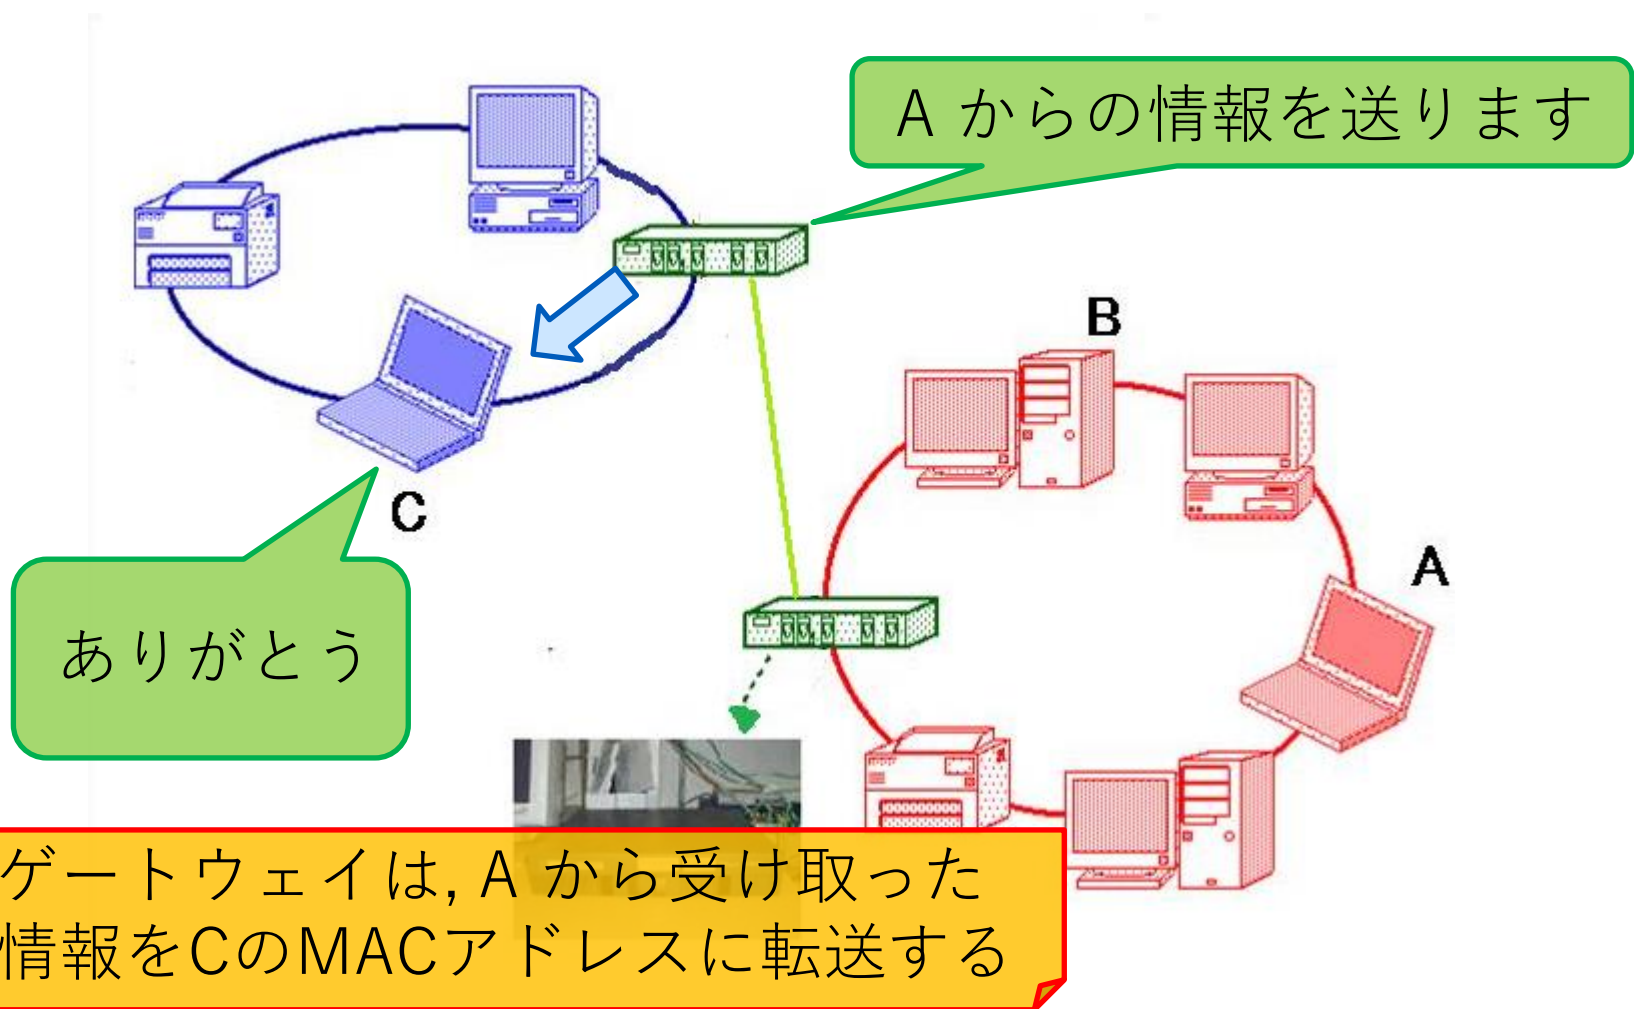 A からの情報を送ります
B
A
C
ありがとう
ゲートウェイは, A から受け取った
情報をCのMACアドレスに転送する